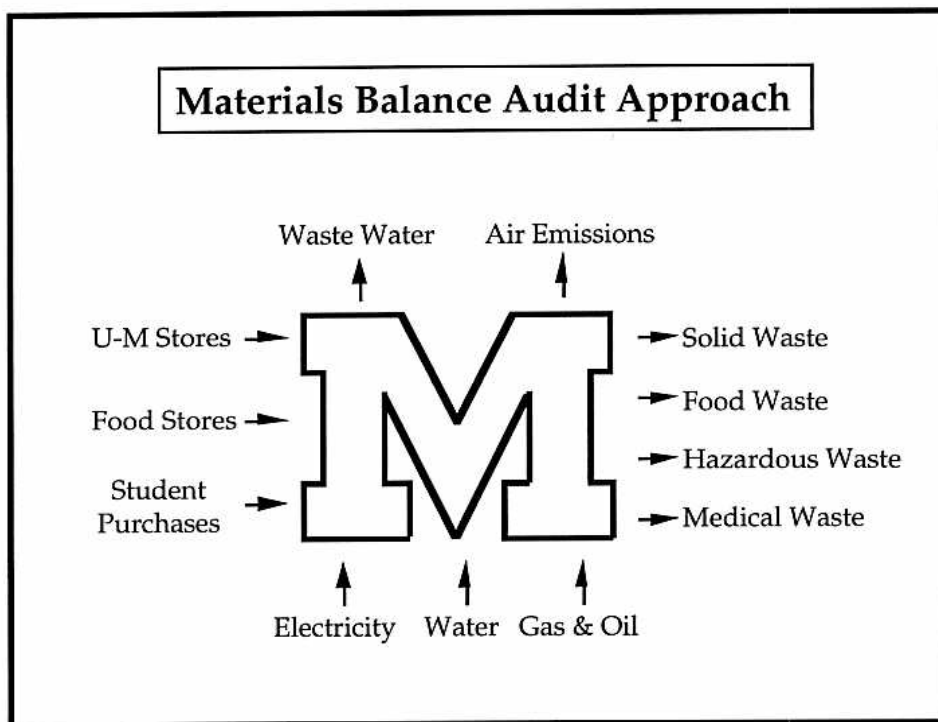 Materials Balance Audit Approach
Waste Water
Air Emissions
U-M Stores
Food Stores
Student
Purchases
Solid Waste
Food Waste
Hazardous Waste
Medical Waste
Electricity
Water
Gas & Oil